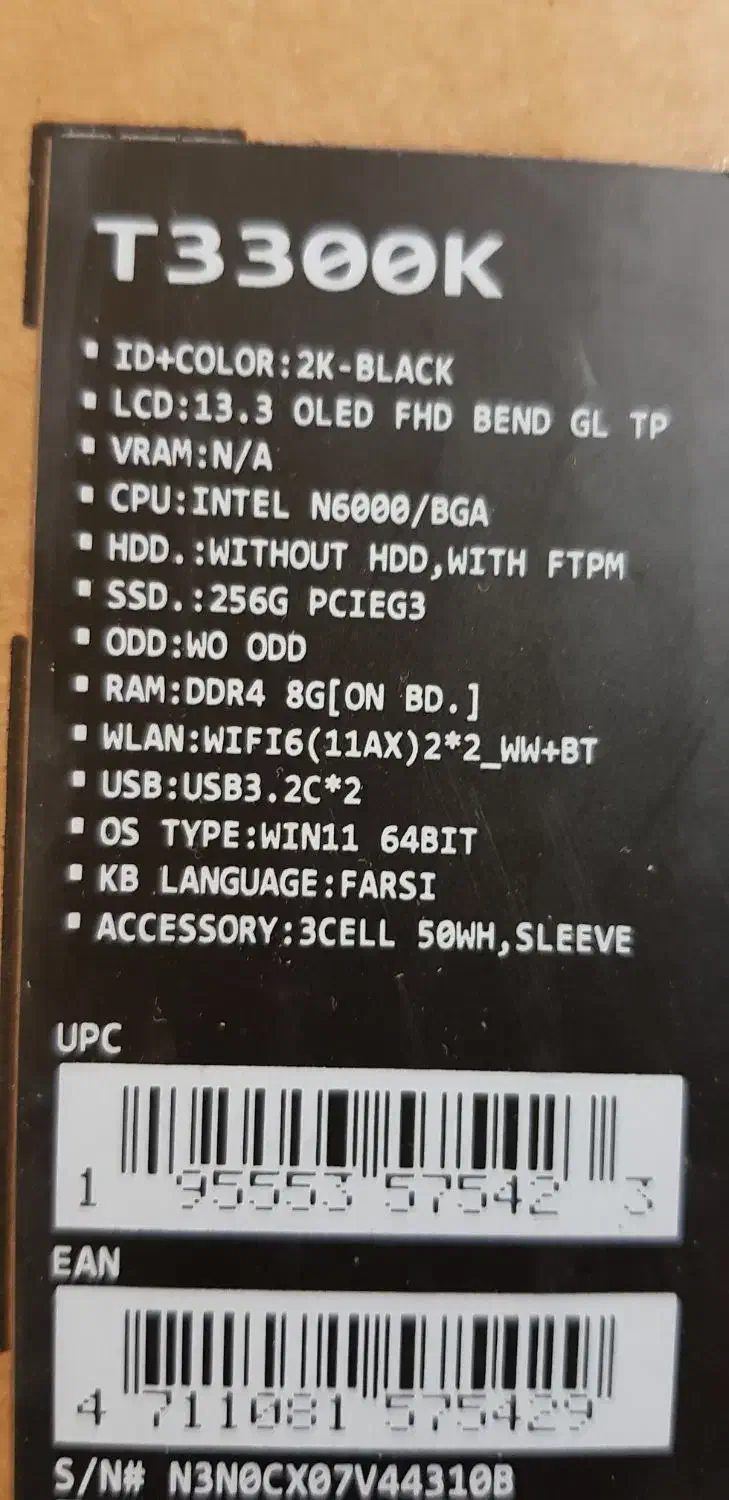 T3300K
▪ ID+COLOR:2K-BLACK
▪ LCD:13.3 OLED FHD BEND GL TP
▪ VRAM:N/A
▪ CPU:INTEL N6000/BGA
▪ HDD.:WITHOUT HDD,WITH FTPM
▪ SSD.:256G PCIEG3
▪ ODD:WO ODD
▪ RAM:DDR4 8G[ON BD.]
▪ WLAN:WIFI6(11AX)2*2_WW+BT
▪ USB:USB3.2C*2
▪ OS TYPE:WIN11 64BIT
▪ KB LANGUAGE:FARSI
▪ ACCESSORY:3CELL 50WH,SLEEVE
UPC
1 95553 57542 3
EAN
4 711081 575429
S/N# N3N0CX07V44310B